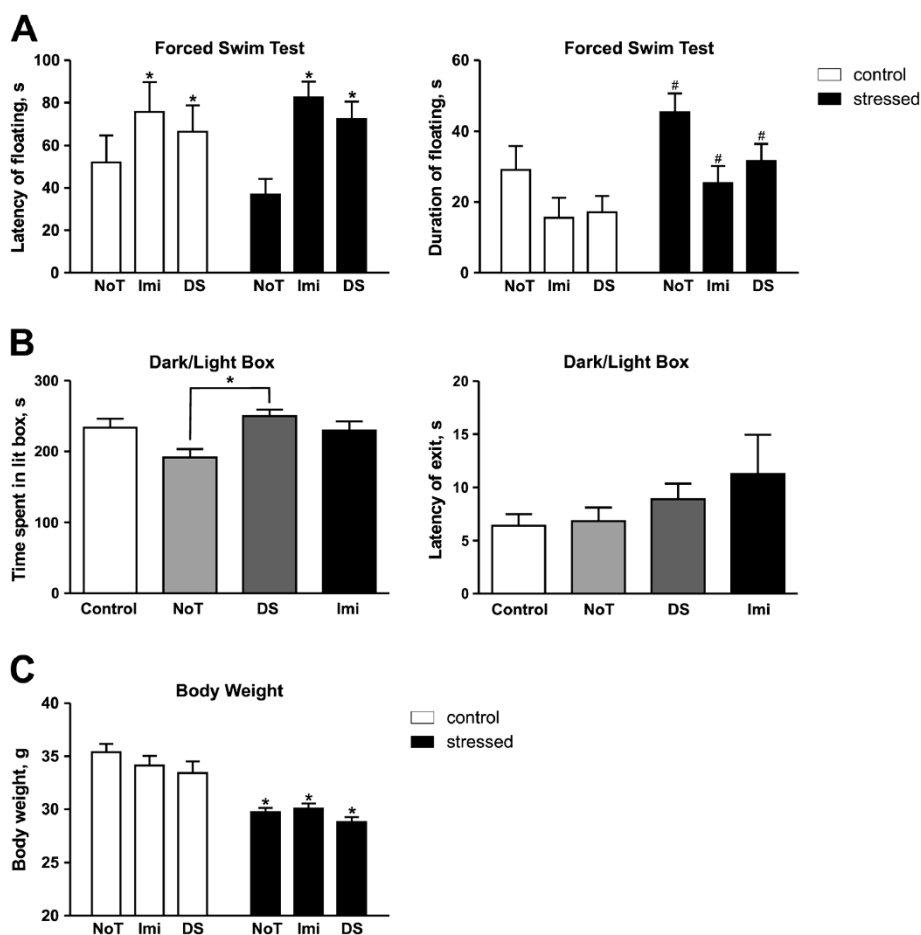 A
Forced Swim Test
Latency of floating, s
100
80
60
40
20
0
* * * *
NoT Imi DS NoT Imi DS
Forced Swim Test
Duration of floating, s
60
40
20
0
# # #
NoT Imi DS NoT Imi DS
control
stressed
B
Dark/Light Box
Time spent in lit box, s
300
200
100
0
*
Control NoT DS Imi
Dark/Light Box
Latency of exit, s
20
15
10
5
0
Control NoT DS Imi
C
Body Weight
Body weight, g
40
35
30
25
20
* * *
NoT Imi DS NoT Imi DS
control
stressed